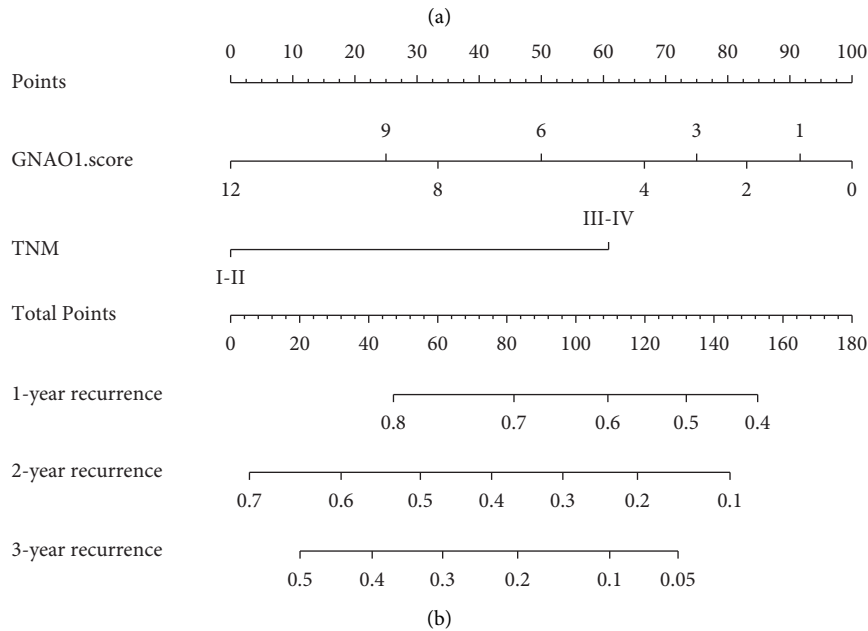 (a)
0 10 20 30 40 50 60 70 80 90 100
Points
9 6 3 1
GNAO1.score
12 8 4 2 0
III-IV
TNM
I-II
Total Points
0 20 40 60 80 100 120 140 160 180
1-year recurrence
0.8 0.7 0.6 0.5 0.4
2-year recurrence
0.7 0.6 0.5 0.4 0.3 0.2 0.1
3-year recurrence
0.5 0.4 0.3 0.2 0.1 0.05
(b)